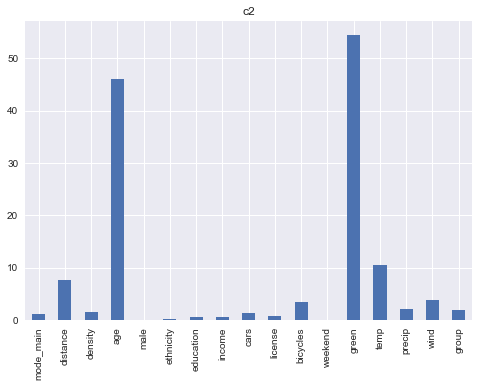 c2
50
40
30
20
10
0
mode_main
distance
density
age
male
ethnicity
education
income
cars
license
bicycles
weekend
green
temp
precip
wind
group